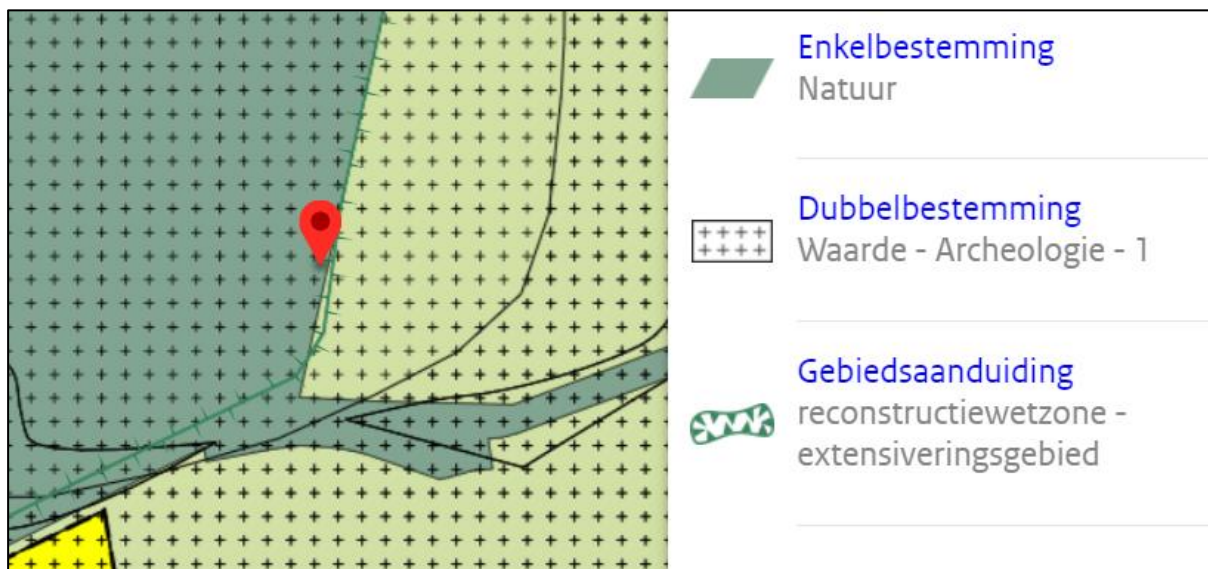 Enkelbestemming
Natuur
Dubbelbestemming
Waarde - Archeologie - 1
Gebiedsaanduiding
reconstructiewetzone -
extensiveringsgebied